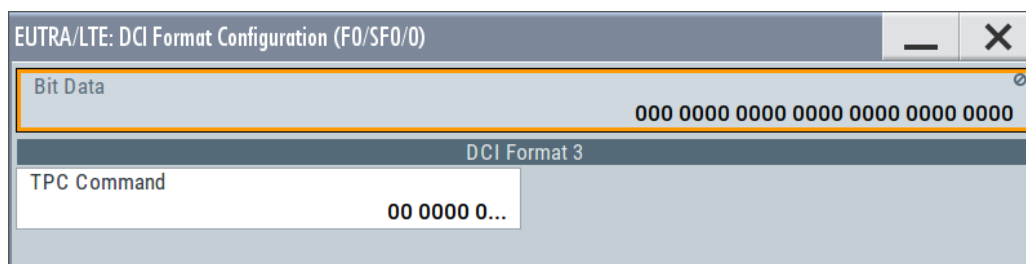 EUTRA/LTE: DCI Format Configuration (F0/SF0/0)
Bit Data
000 0000 0000 0000 0000 0000 0000
DCI Format 3
TPC Command
00 0000 0...